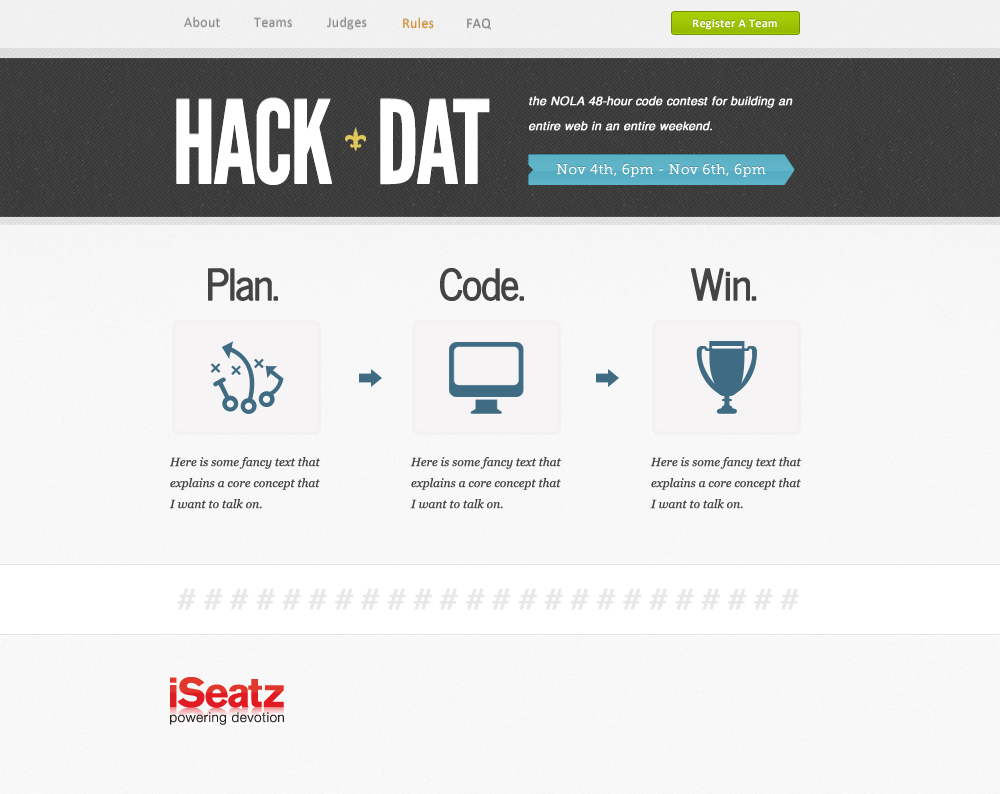 About Teams Judges Rules FAQ Register A Team
HACK DAT
the NOLA 48-hour code contest for building an
entire web in an entire weekend.
Nov 4th, 6pm - Nov 6th, 6pm
Plan. Code. Win.
Here is some fancy text that
explains a core concept that
I want to talk on.
Here is some fancy text that
explains a core concept that
I want to talk on.
Here is some fancy text that
explains a core concept that
I want to talk on.
# # # # # # # # # # # # # # # # # # # # # # # #
iSeatz
powering devotion